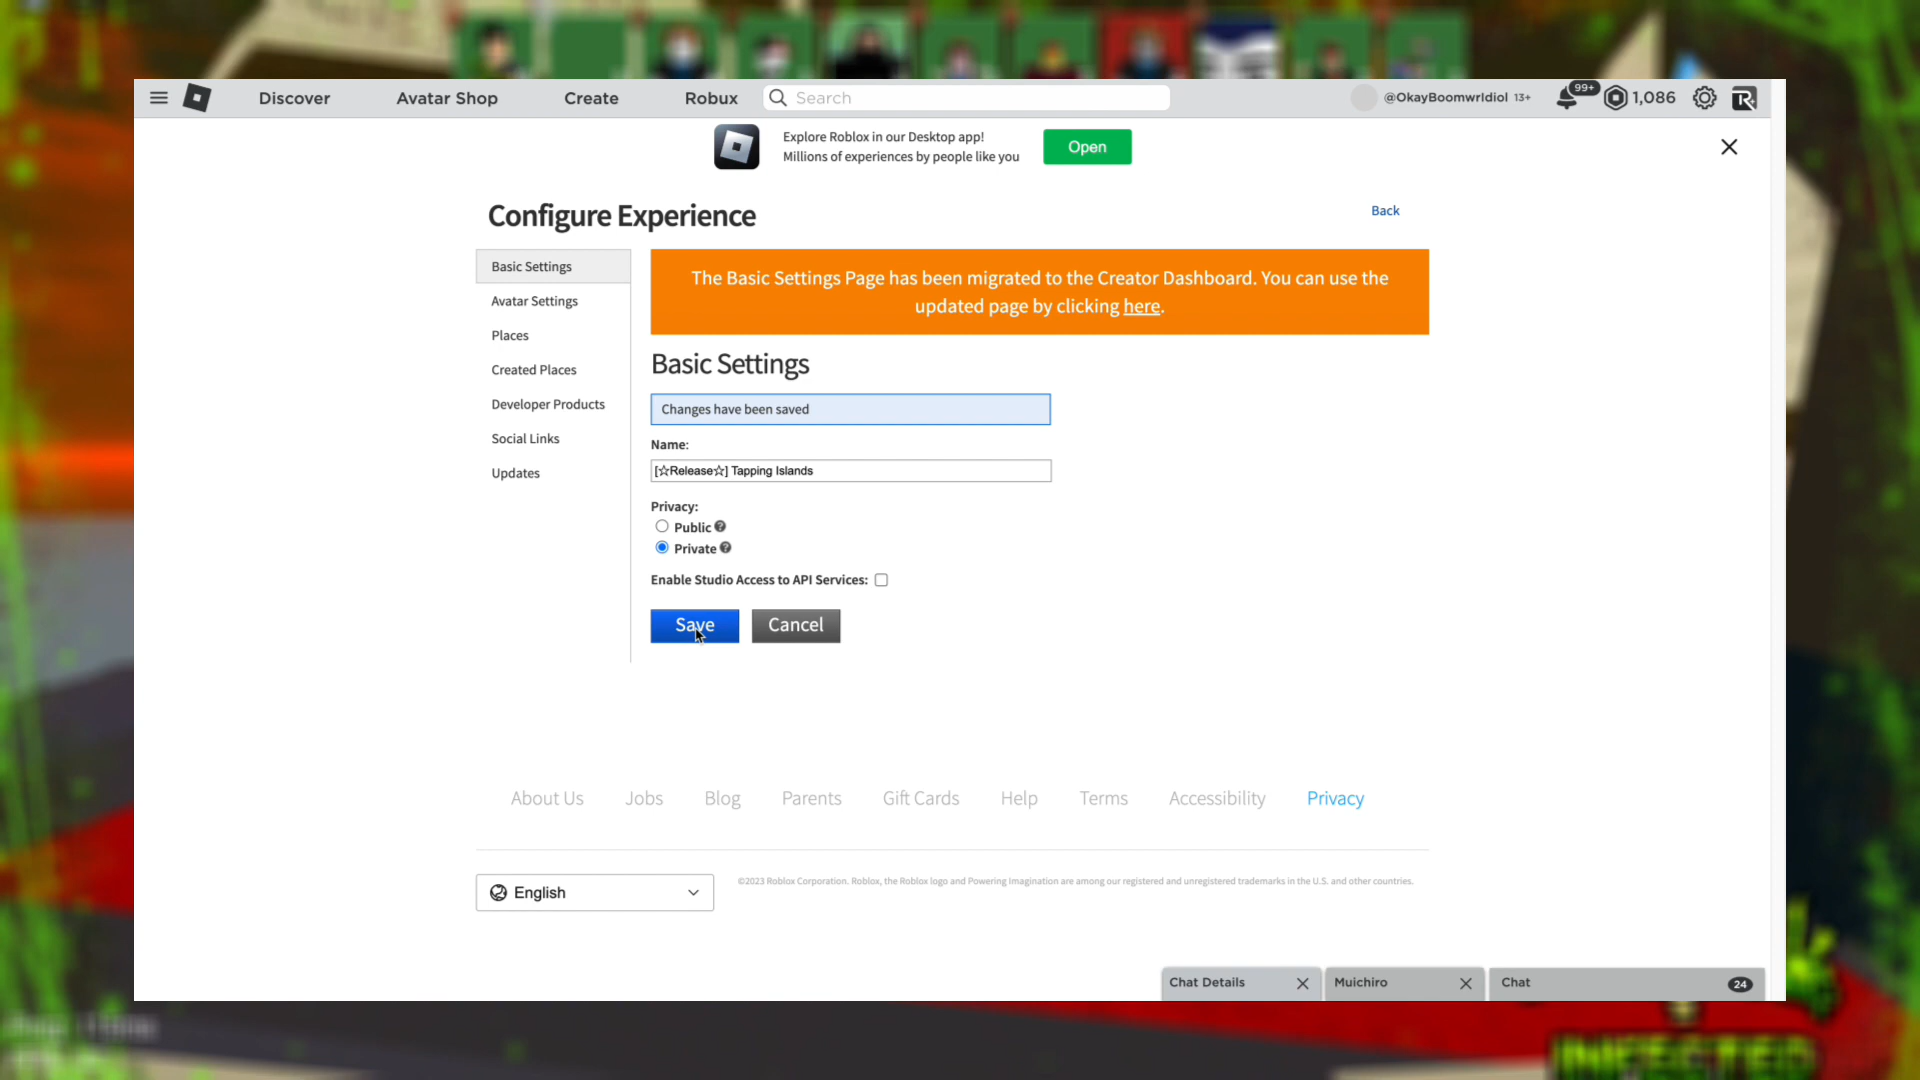 Discover
Avatar Shop
Create
Robux
Search
@OkayBoomwrIdiol 13+
99+
1,086
Explore Roblox in our Desktop app!
Millions of experiences by people like you
Open
Configure Experience
Back
Basic Settings
Avatar Settings
Places
Created Places
Developer Products
Social Links
Updates
The Basic Settings Page has been migrated to the Creator Dashboard. You can use the
updated page by clicking here.
Basic Settings
Changes have been saved
Name:
[☆Release☆] Tapping Islands
Privacy:
Public
Private
Enable Studio Access to API Services:
Save
Cancel
About Us
Jobs
Blog
Parents
Gift Cards
Help
Terms
Accessibility
Privacy
English
©2023 Roblox Corporation. Roblox, the Roblox logo and Powering Imagination are among our registered and unregistered trademarks in the U.S. and other countries.
Chat Details
Muichiro
Chat
24
INFECTED